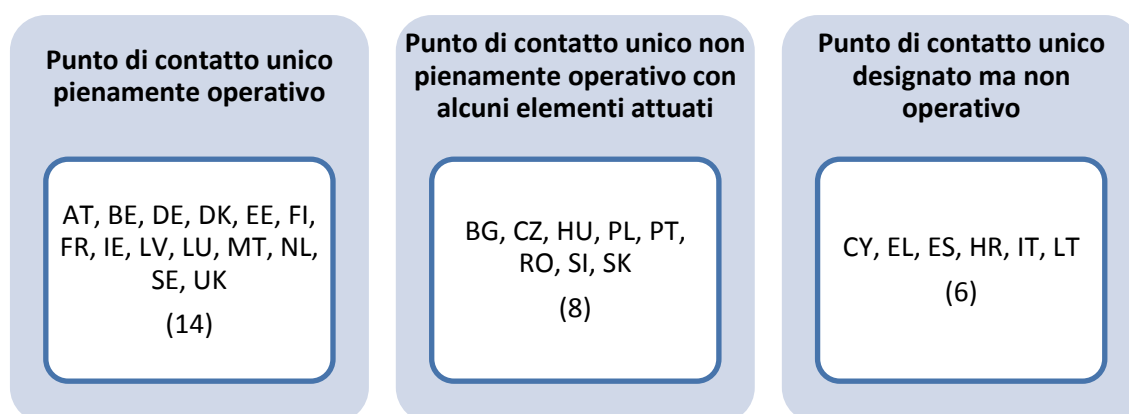 Punto di contatto unico
pienamente operativo
AT, BE, DE, DK, EE, FI,
FR, IE, LV, LU, MT, NL,
SE, UK
(14)
Punto di contatto unico non
pienamente operativo con
alcuni elementi attuati
BG, CZ, HU, PL, PT,
RO, SI, SK
(8)
Punto di contatto unico
designato ma non
operativo
CY, EL, ES, HR, IT, LT
(6)